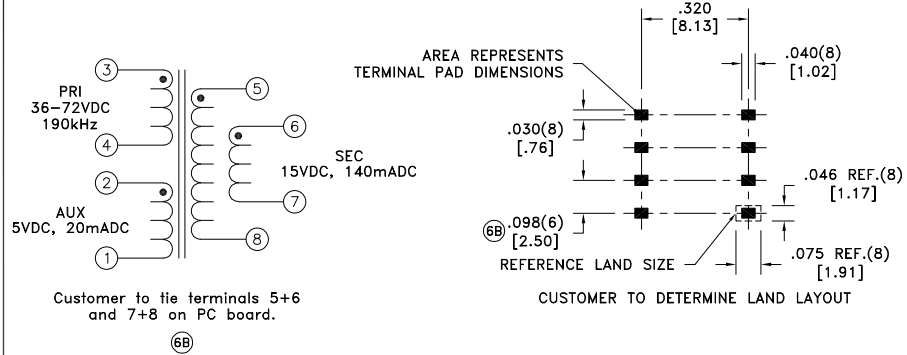 3
PRI
36–72VDC
190kHz
4
2
AUX
5VDC, 20mADC
1
5
6
SEC
15VDC, 140mADC
7
8
Customer to tie terminals 5+6
and 7+8 on PC board.
6B
.320
[8.13]
AREA REPRESENTS
TERMINAL PAD DIMENSIONS
.040(8)
[1.02]
.030(8)
[.76]
.046 REF.(8)
[1.17]
6B .098(6)
[2.50]
REFERENCE LAND SIZE
.075 REF.(8)
[1.91]
CUSTOMER TO DETERMINE LAND LAYOUT